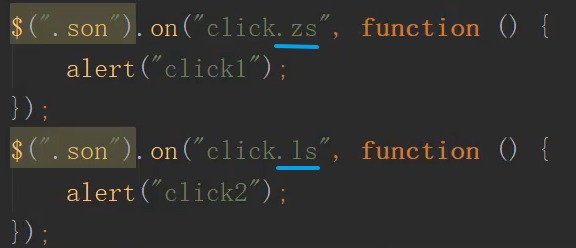 $(".son").on("click.zs", function () {
    alert("click1");
});
$(".son").on("click.ls", function () {
    alert("click2");
});